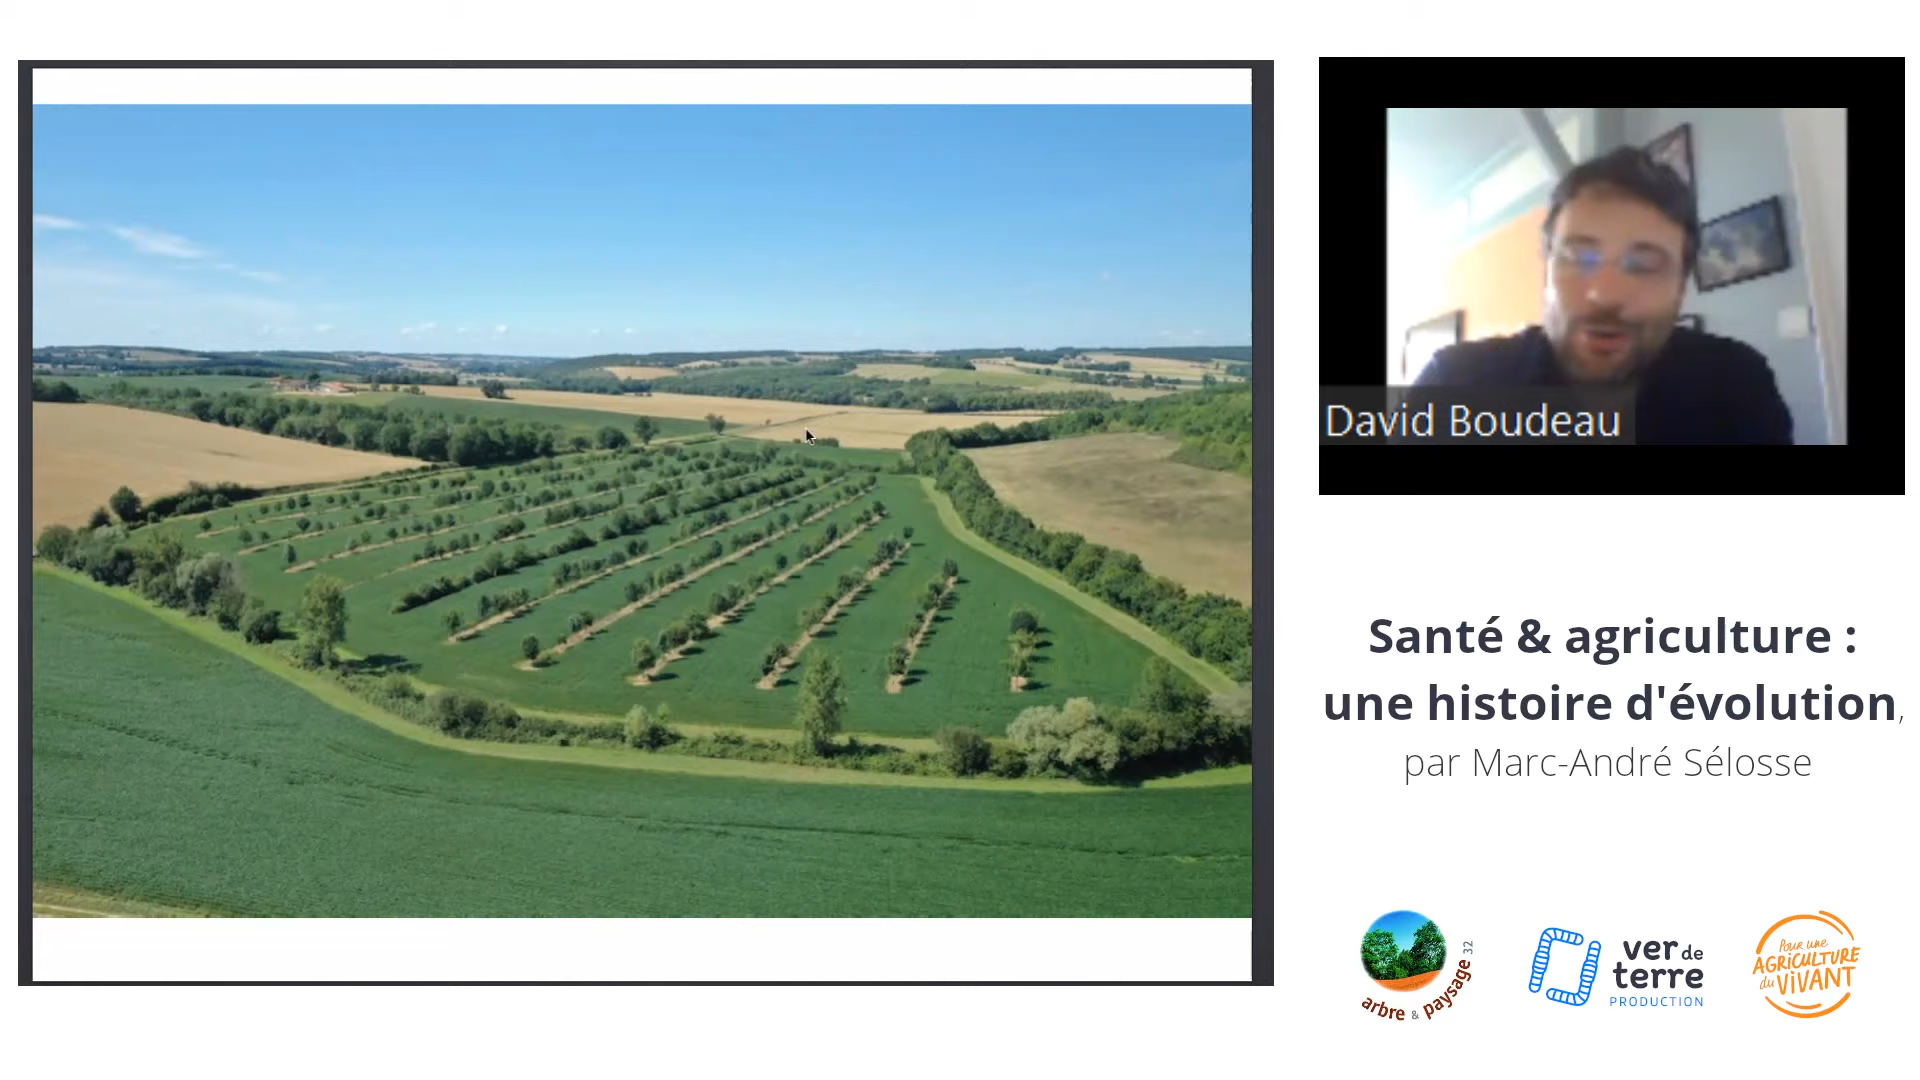 David Boudeau
Santé & agriculture :
une histoire d'évolution,
par Marc-André Sélosse
arbre & paysage 32
ver de
terre
PRODUCTION
Pour une
AGRICULTURE
du ViVANT